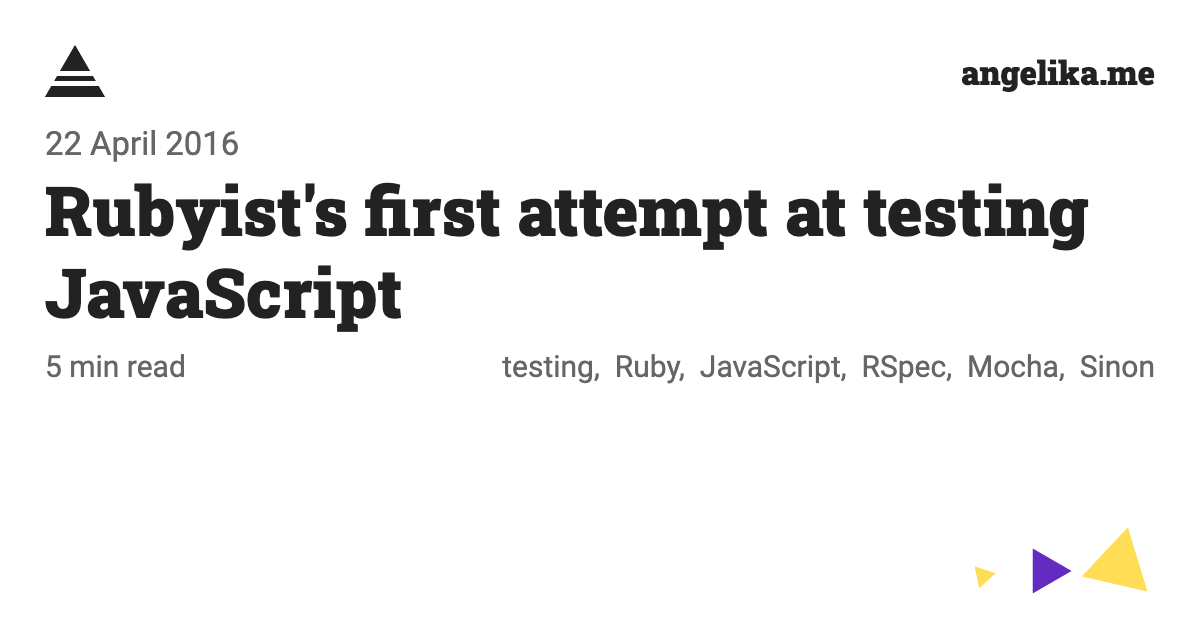 angelika.me
22 April 2016
Rubyist's first attempt at testing
JavaScript
5 min read
testing, Ruby, JavaScript, RSpec, Mocha, Sinon